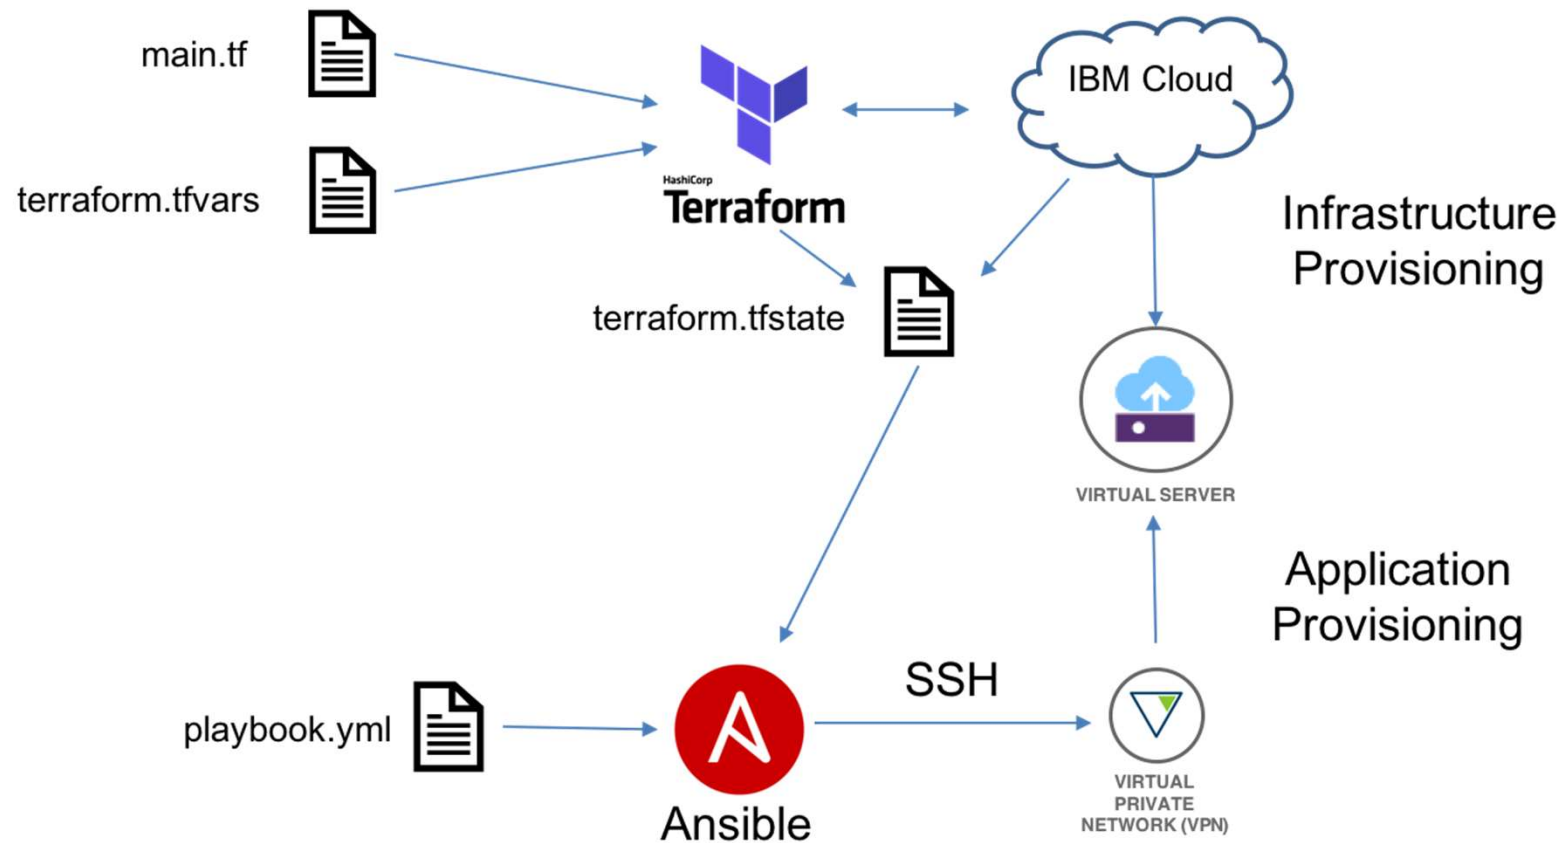 main.tf
IBM Cloud
terraform.tfvars
HashiCorp
Terraform
Infrastructure
Provisioning
terraform.tfstate
VIRTUAL SERVER
Application
Provisioning
SSH
playbook.yml
Ansible
VIRTUAL
PRIVATE
NETWORK (VPN)